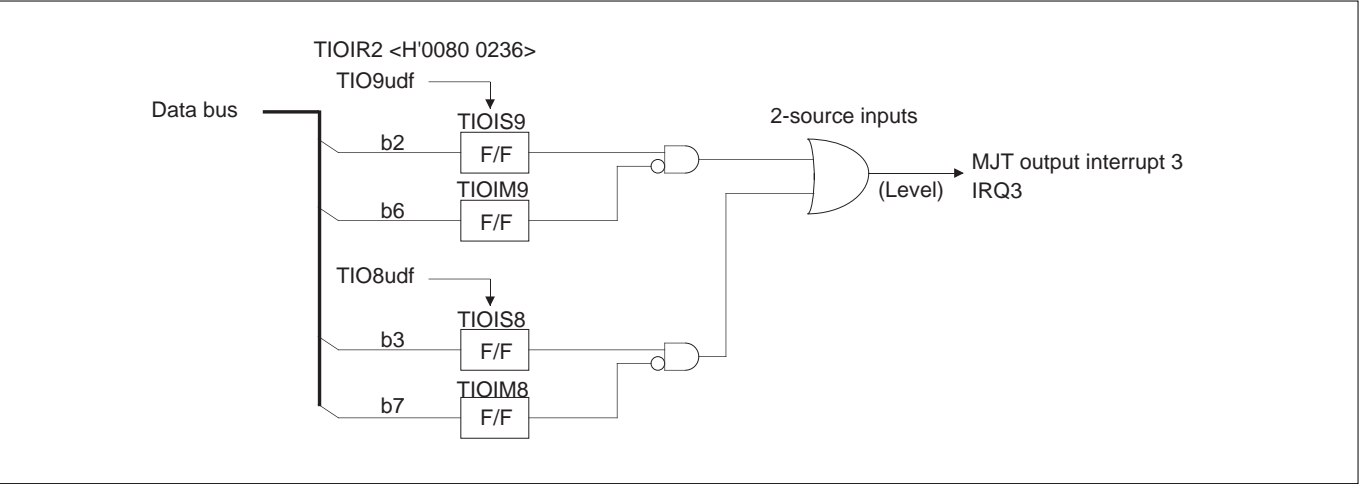 TIOIR2 <H'0080 0236>
TIO9udf
Data bus
TIOIS9
2-source inputs
b2
F/F
MJT output interrupt 3
TIOIM9
(Level)
IRQ3
b6
F/F
TIO8udf
TIOIS8
b3
F/F
TIOIM8
b7
F/F